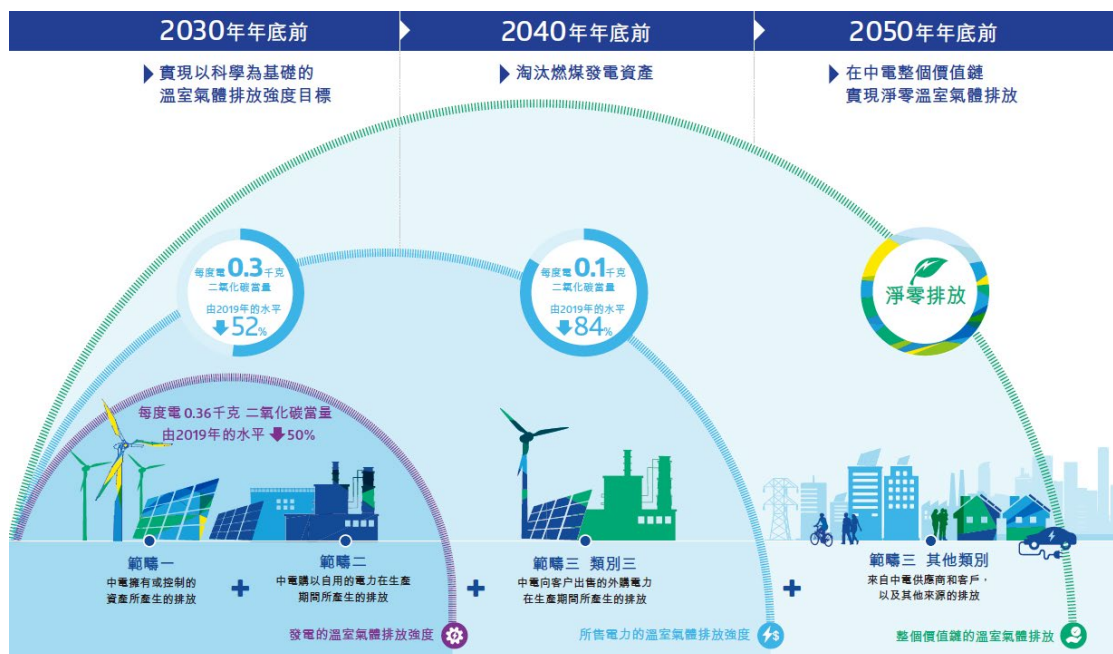 2030年年底前
實現以科學為基礎的
溫室氣體排放強度目標
2040年年底前
淘汰燃煤發電資產
2050年年底前
在中電整個價值鏈
實現淨零溫室氣體排放
每度電0.3千克
二氧化碳當量
由2019年的水平
52%
每度電0.1千克
二氧化碳當量
由2019年的水平
84%
淨零排放
每度電0.36千克 二氧化碳當量
由2019年的水平 50%
範疇一
中電擁有或控制的
資產所產生的排放
+
範疇二
中電購以自用的電力在生產
期間所產生的排放
+
範疇三 類別三
中電向客户出售的外購電力
在生產期間所產生的排放
+
範疇三 其他類別
來自中電供應商和客戶，
以及其他來源的排放
發電的溫室氣體排放強度
所售電力的溫室氣體排放強度
$
整個價值鏈的溫室氣體排放